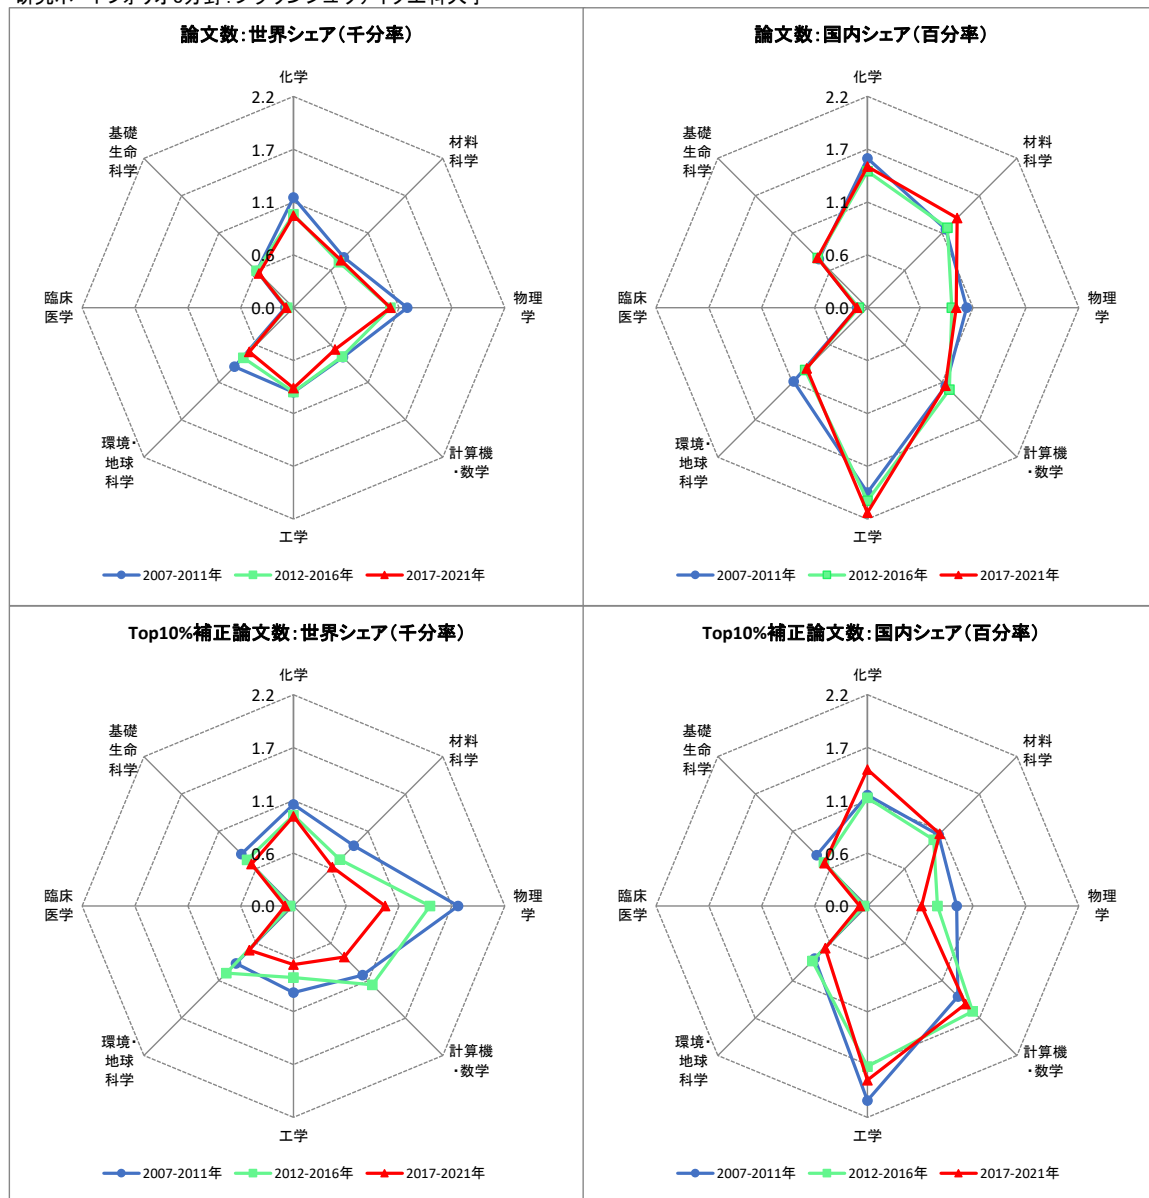 論文数：世界シェア（千分率）
化学
2.2
基礎
生命
科学
材料
科学
1.7
1.1
0.6
臨床
医学
0.0
物理
学
環境・
地球
科学
計算機
・数学
工学
2007-2011年
2012-2016年
2017-2021年
論文数：国内シェア（百分率）
化学
2.2
基礎
生命
科学
材料
科学
1.7
1.1
0.6
臨床
医学
0.0
物理
学
環境・
地球
科学
計算機
・数学
工学
2007-2011年
2012-2016年
2017-2021年
Top10%補正論文数：世界シェア（千分率）
化学
2.2
基礎
生命
科学
材料
科学
1.7
1.1
0.6
臨床
医学
0.0
物理
学
環境・
地球
科学
計算機
・数学
工学
2007-2011年
2012-2016年
2017-2021年
Top10%補正論文数：国内シェア（百分率）
化学
2.2
基礎
生命
科学
材料
科学
1.7
1.1
0.6
臨床
医学
0.0
物理
学
環境・
地球
科学
計算機
・数学
工学
2007-2011年
2012-2016年
2017-2021年